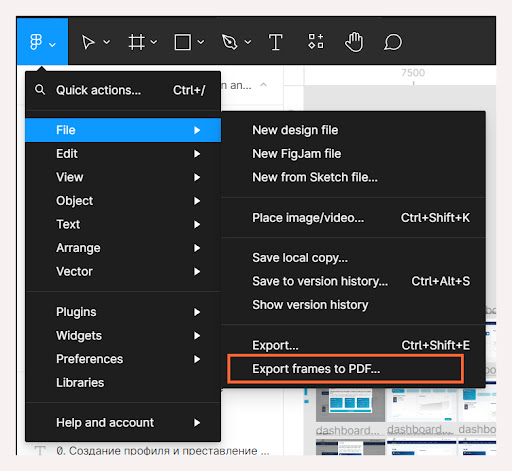 7500
Quick actions... Ctrl+/
n an...
File
Edit
View
Object
Text
Arrange
Vector
Plugins
Widgets
Preferences
Libraries
Help and account
New design file
New FigJam file
New from Sketch file...
Place image/video... Ctrl+Shift+K
Save local copy...
Save to version history... Ctrl+Alt+S
Show version history
Export... Ctrl+Shift+E
Export frames to PDF...
dashboard... dashboard...
0. Создание профиля и преставление ...